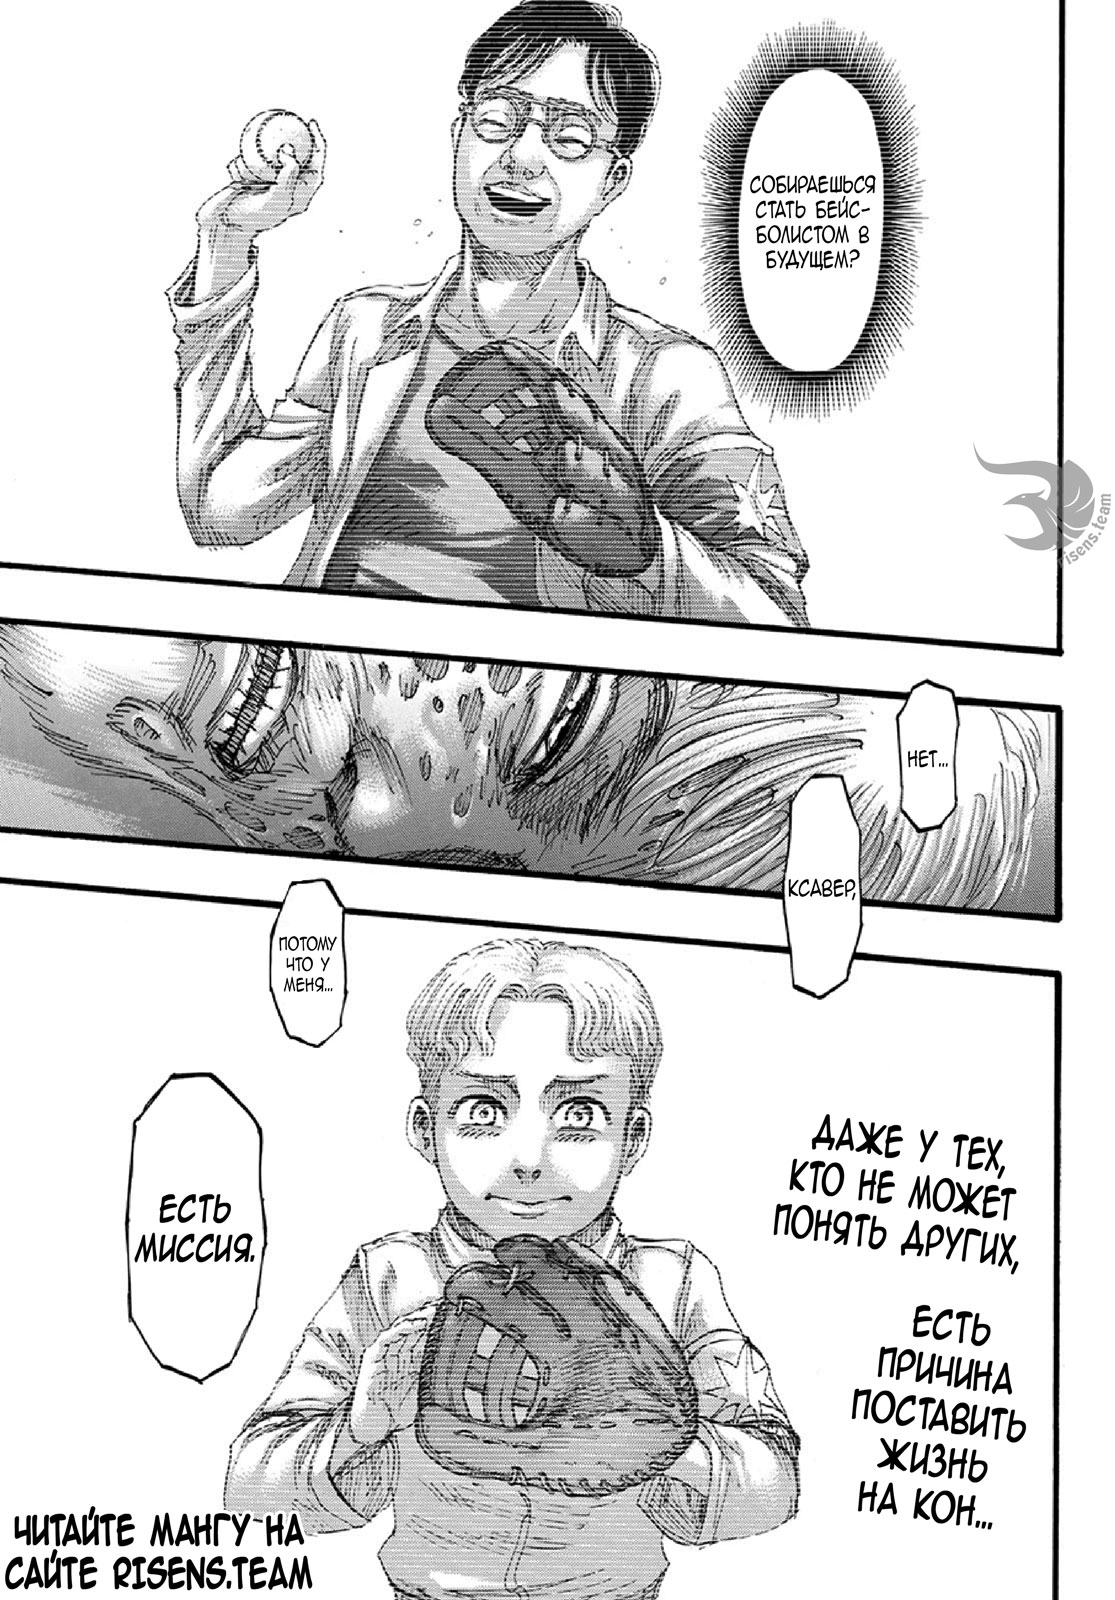 СОБИРАЕШЬСЯ
СТАТЬ БЕЙС-
БОЛИСТОМ В
БУДУЩЕМ?
risens.team
НЕТ...
КСАВЕР,
ПОТОМУ
ЧТО У
МЕНЯ...
ЕСТЬ
МИССИЯ.
ДАЖЕ У ТЕХ,
КТО НЕ МОЖЕТ
ПОНЯТЬ ДРУГИХ,
ЕСТЬ
ПРИЧИНА
ПОСТАВИТЬ
ЖИЗНЬ
НА КОН...
ЧИТАЙТЕ МАНГУ НА
САЙТЕ RISENS.TEAM